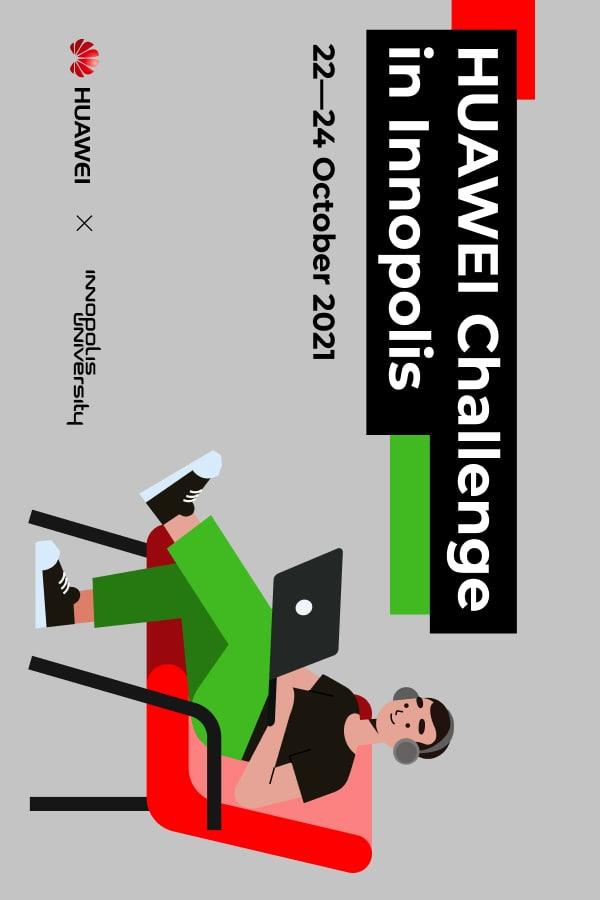 HUAWEI Challenge
in Innopolis
22—24 October 2021
HUAWEI × innopolis
university